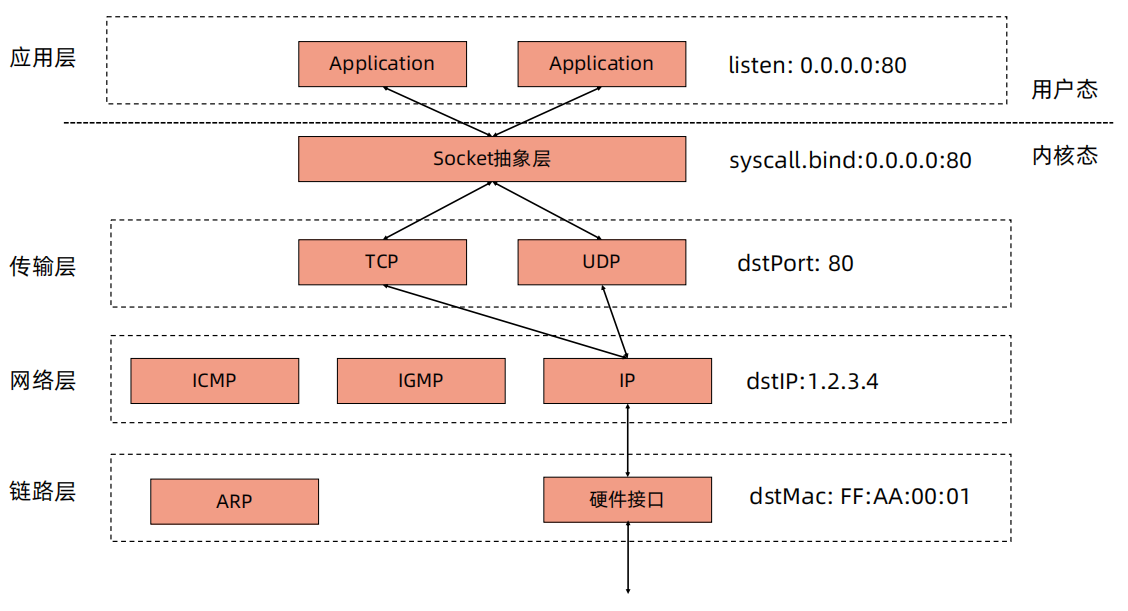 应用层
Application
Application
listen: 0.0.0.0:80
用户态
Socket抽象层
syscall.bind:0.0.0.0:80
内核态
传输层
TCP
UDP
dstPort: 80
网络层
ICMP
IGMP
IP
dstIP:1.2.3.4
链路层
ARP
硬件接口
dstMac: FF:AA:00:01